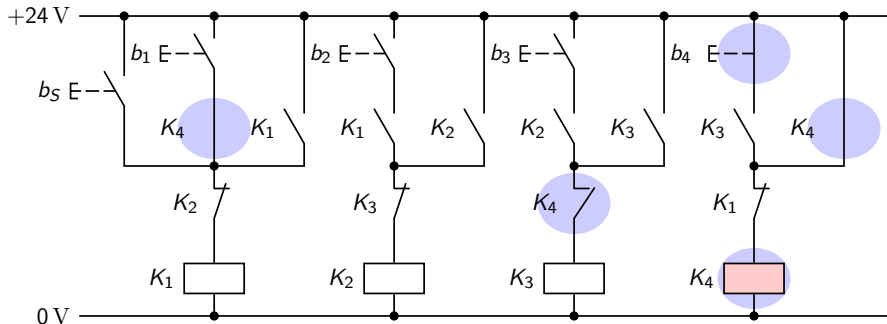 +24 V
b1 b2 b3 b4
bS
K4 K1 K1 K2 K2 K3 K3 K4
K2 K3 K4 K1
K1 K2 K3 K4
0 V